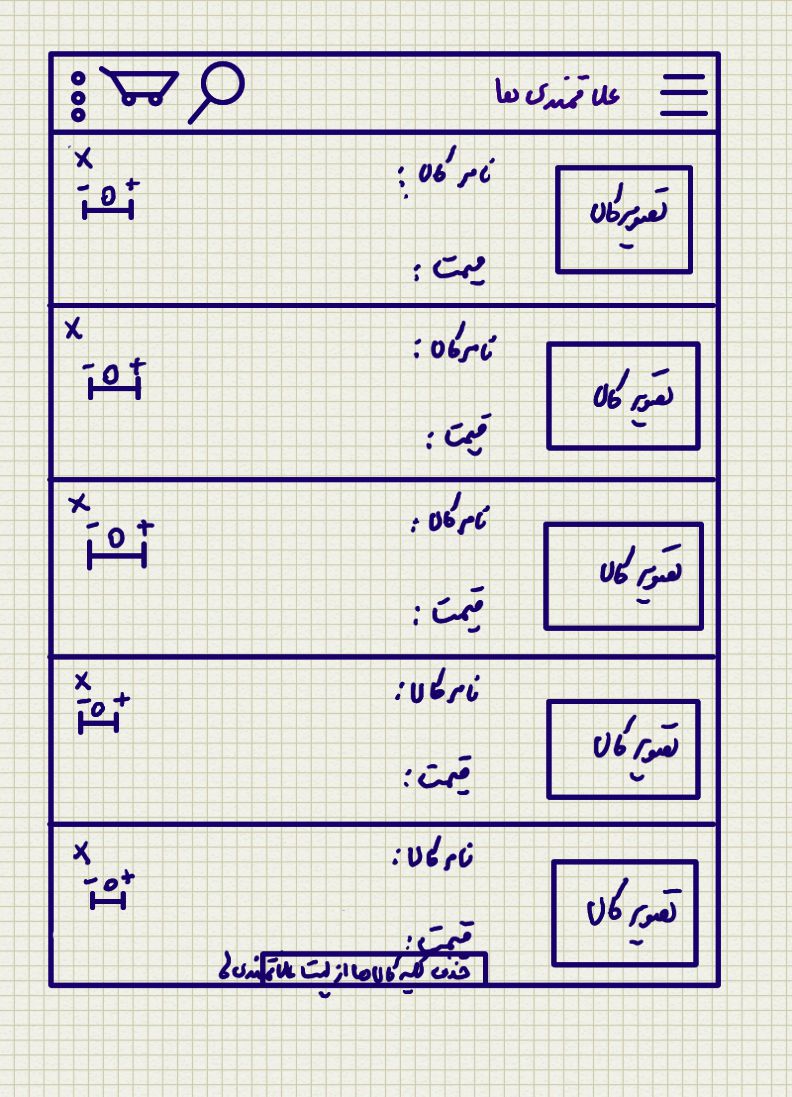 علاقمندی ها
X
- 0 +
نام کالا :
تصویر کالا
قیمت :
X
- 0 +
نام کالا :
تصویر کالا
قیمت :
X
- 0 +
نام کالا :
تصویر کالا
قیمت :
X
- 0 +
نام کالا :
تصویر کالا
قیمت :
X
- 0 +
نام کالا :
تصویر کالا
قیمت :
حذف کلیه کالاها از لیست علاقمندی ها